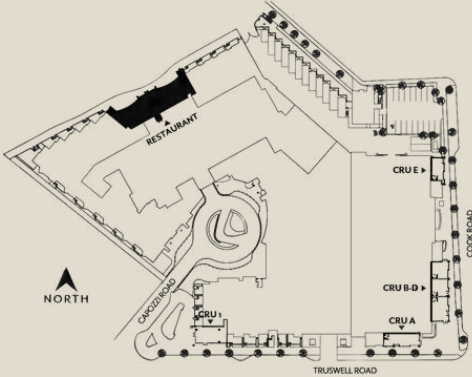 RESTAURANT
CRU E
COOK ROAD
CRU B-D
NORTH
CAPOZZI ROAD
CRU 1
CRU A
TRUSWELL ROAD